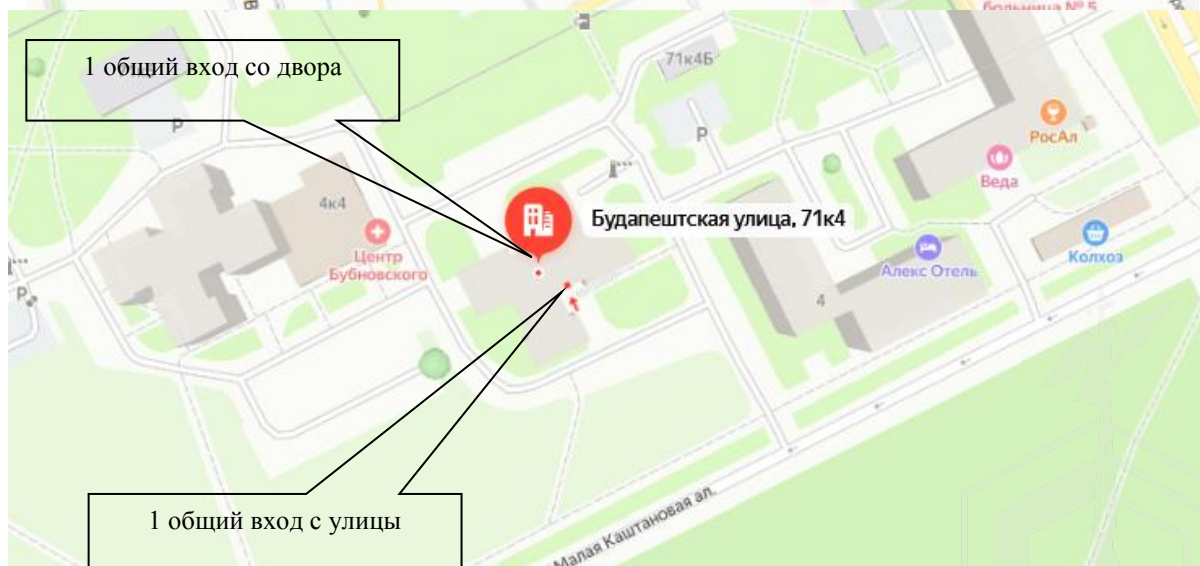 больница № 5
1 общий вход со двора
71к4Б
P
P
РосАл
Веда
4к4
Будапештская улица, 71к4
Центр
Бубновского
Алекс Отель
Колхоз
4
P
1 общий вход с улицы
Малая Каштановая ал.